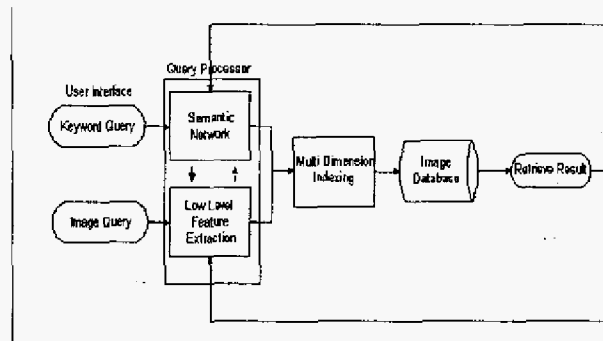 Query Processor
User interface
Keyword Query
Semantic
Network
Multi Dimension
Indexing
Image
Database
Retrieve Result
Image Query
Low Level
Feature
Extraction